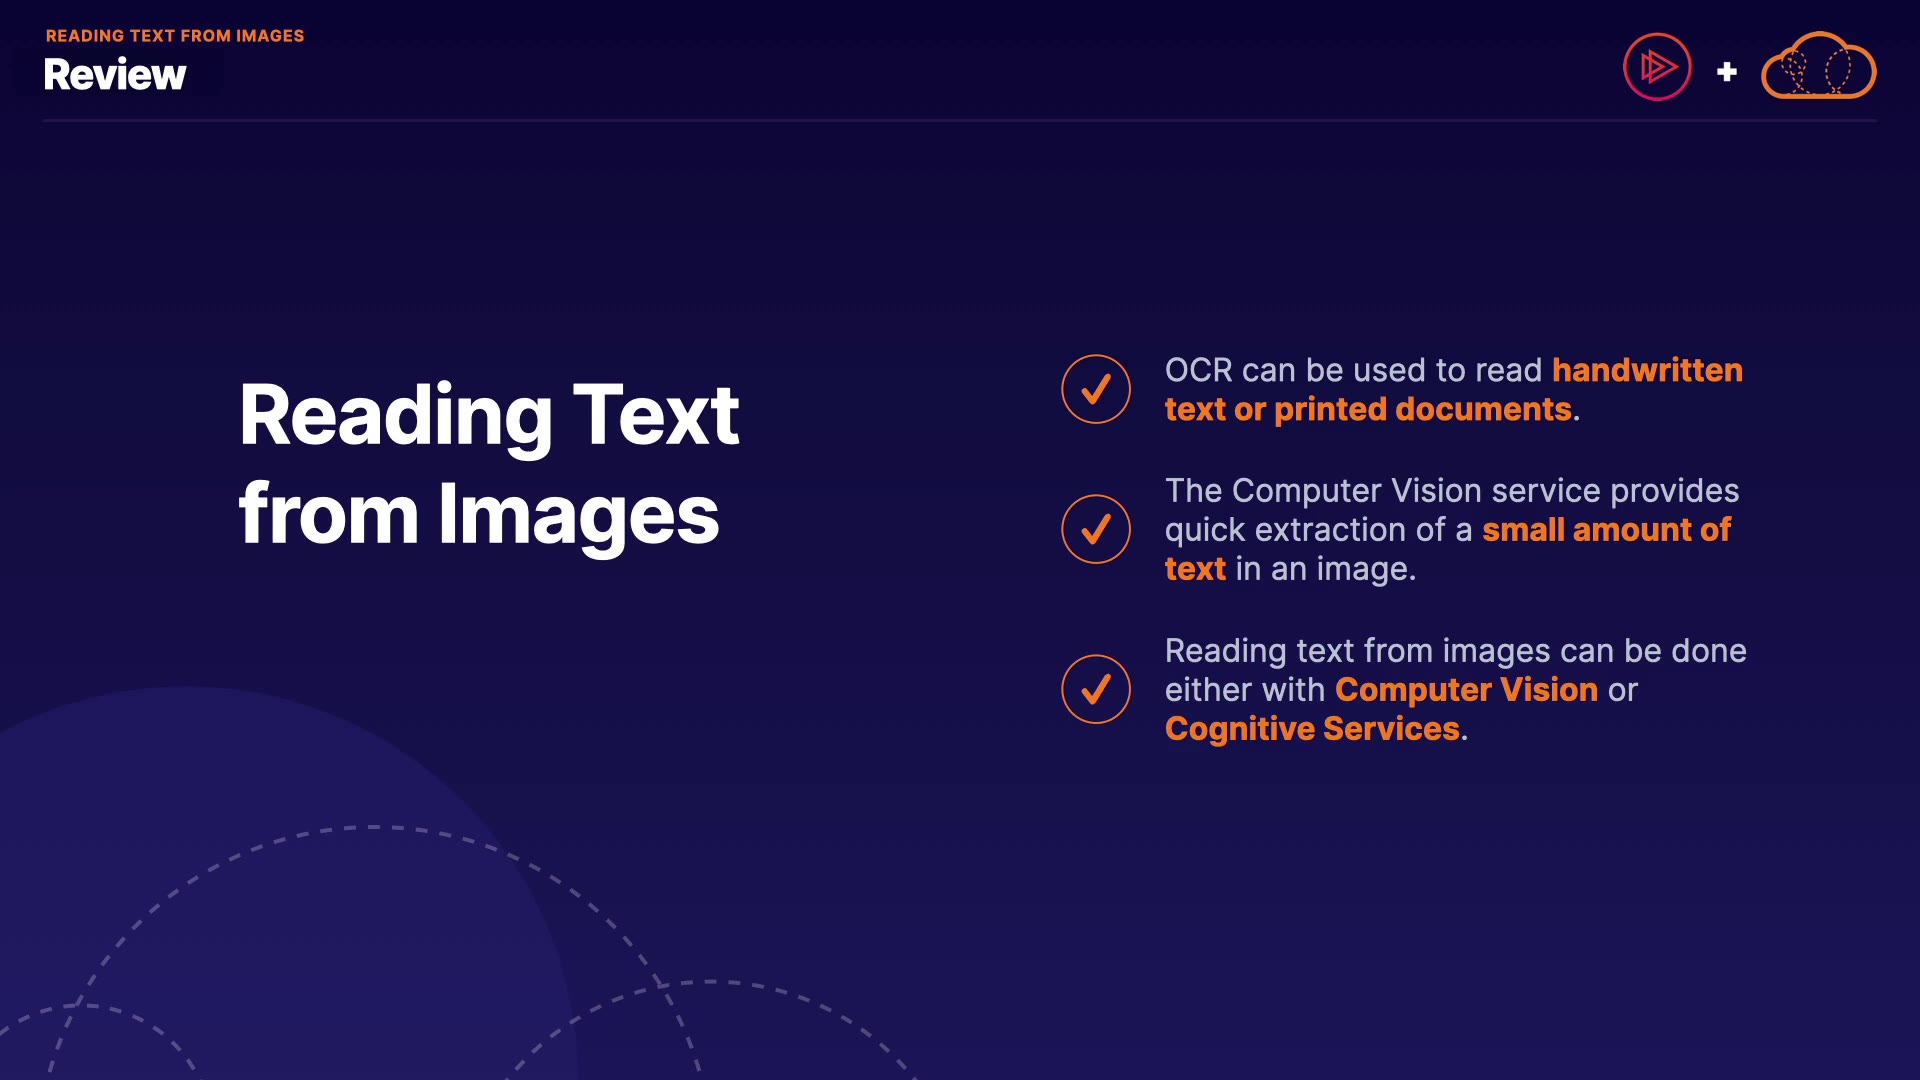 READING TEXT FROM IMAGES
Review
Reading Text
from Images
OCR can be used to read handwritten
text or printed documents.
The Computer Vision service provides
quick extraction of a small amount of
text in an image.
Reading text from images can be done
either with Computer Vision or
Cognitive Services.